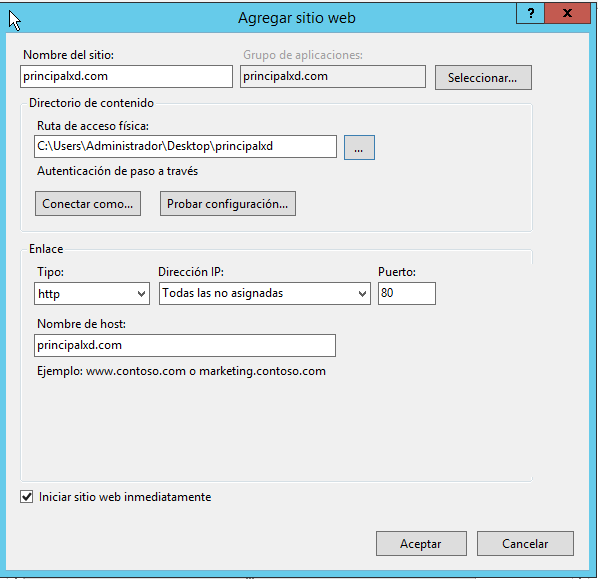 Agregar sitio web
? x
Nombre del sitio: Grupo de aplicaciones:
principalxd.com principalxd.com Seleccionar...
Directorio de contenido
Ruta de acceso física:
C:\Users\Administrador\Desktop\principalxd ...
Autenticación de paso a través
Conectar como... Probar configuración...
Enlace
Tipo: Dirección IP: Puerto:
http Todas las no asignadas 80
Nombre de host:
principalxd.com
Ejemplo: www.contoso.com o marketing.contoso.com
Iniciar sitio web inmediatamente
Aceptar Cancelar